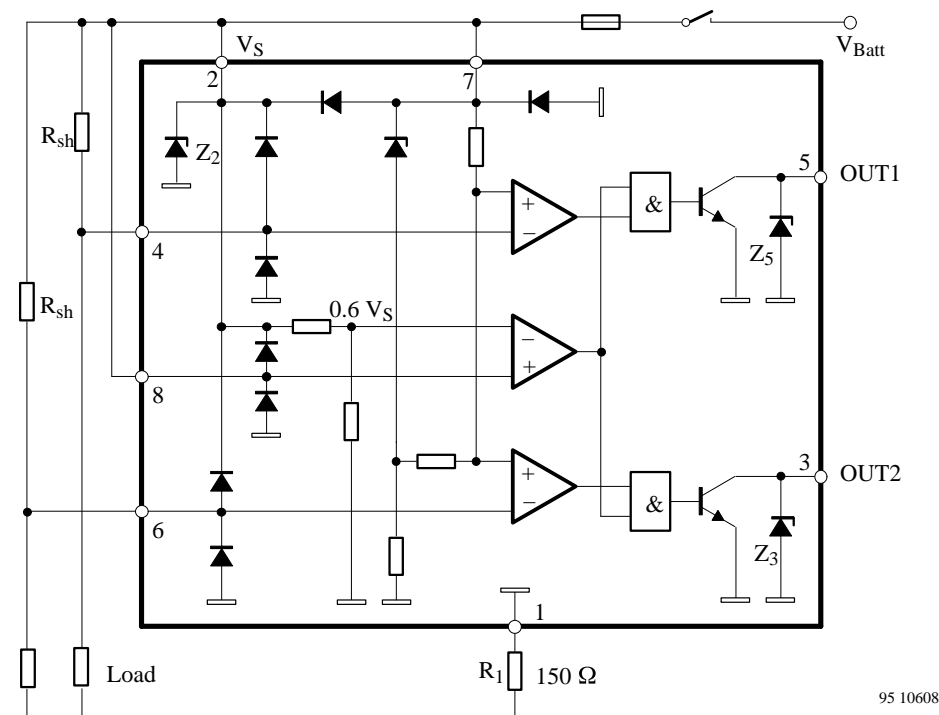 V_S
V_Batt
2
7
R_sh
Z_2
5
OUT1
+
&
−
4
Z_5
R_sh
0.6 V_S
−
+
8
3
OUT2
+
&
−
6
Z_3
1
Load
R_1
150 Ω
95 10608